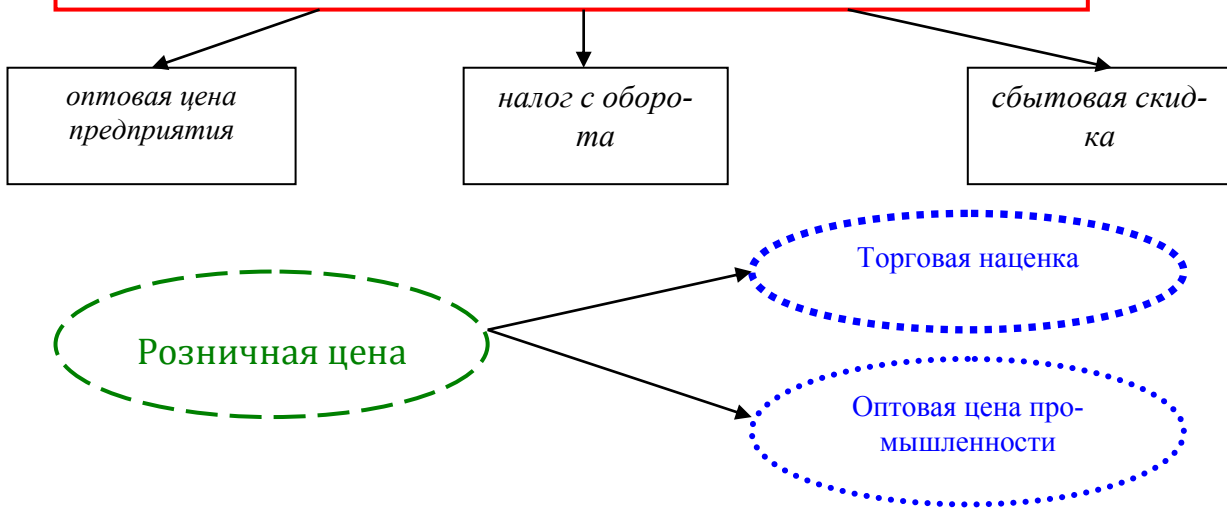 оптовая цена
предприятия
налог с оборо-
та
сбытовая скид-
ка
Торговая наценка
Розничная цена
Оптовая цена про-
мышленности